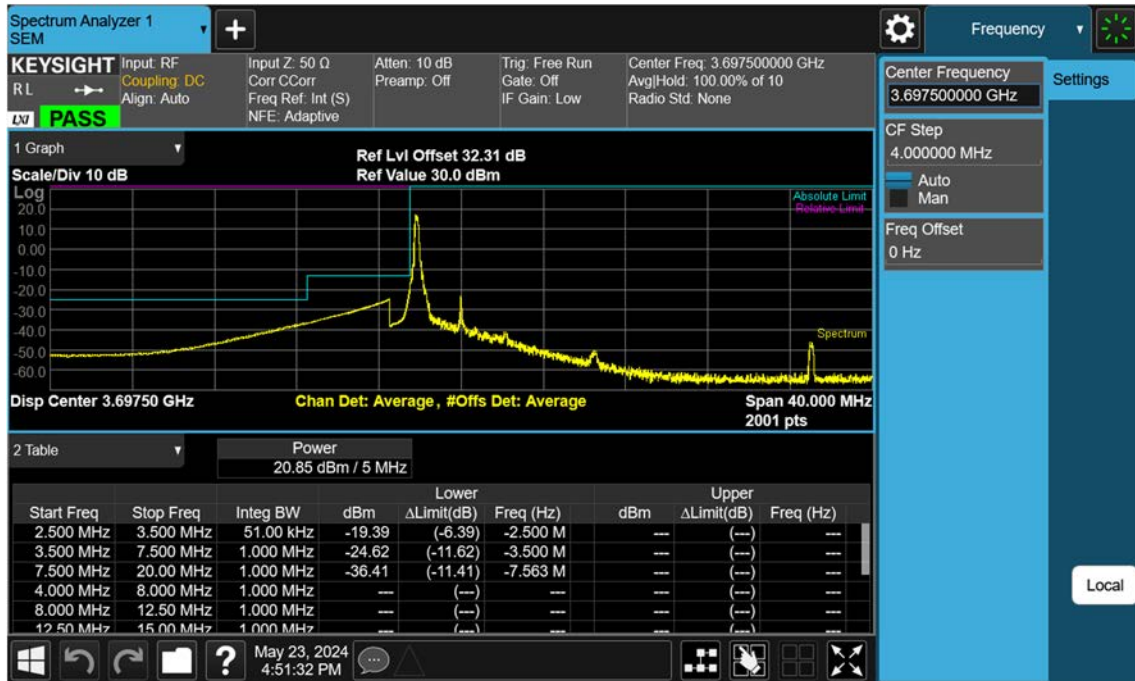 Spectrum Analyzer 1
SEM
Frequency
KEYSIGHT
RL
LXI PASS
Input: RF
Coupling: DC
Align: Auto
Input Z: 50 Ω
Corr CCorr
Freq Ref: Int (S)
NFE: Adaptive
Atten: 10 dB
Preamp: Off
Trig: Free Run
Gate: Off
IF Gain: Low
Center Freq: 3.697500000 GHz
Avg|Hold: 100.00% of 10
Radio Std: None
Center Frequency
3.697500000 GHz
Settings
CF Step
4.000000 MHz
Auto
Man
Freq Offset
0 Hz
1 Graph
Scale/Div 10 dB
Ref Lvl Offset 32.31 dB
Ref Value 30.0 dBm
Log
20.0
10.0
0.00
-10.0
-20.0
-30.0
-40.0
-50.0
-60.0
Absolute Limit
Relative Limit
Spectrum
Disp Center 3.69750 GHz
Chan Det: Average, #Offs Det: Average
Span 40.000 MHz
2001 pts
2 Table
Power
20.85 dBm / 5 MHz
Lower Upper
Start Freq Stop Freq Integ BW dBm ΔLimit(dB) Freq (Hz) dBm ΔLimit(dB) Freq (Hz)
2.500 MHz 3.500 MHz 51.00 kHz -19.39 (-6.39) -2.500 M --- (---) ---
3.500 MHz 7.500 MHz 1.000 MHz -24.62 (-11.62) -3.500 M --- (---) ---
7.500 MHz 20.00 MHz 1.000 MHz -36.41 (-11.41) -7.563 M --- (---) ---
4.000 MHz 8.000 MHz 1.000 MHz --- (---) --- --- (---) ---
8.000 MHz 12.50 MHz 1.000 MHz --- (---) --- --- (---) ---
12.50 MHz 15.00 MHz 1.000 MHz --- (---) --- --- (---) ---
Local
?
May 23, 2024
4:51:32 PM